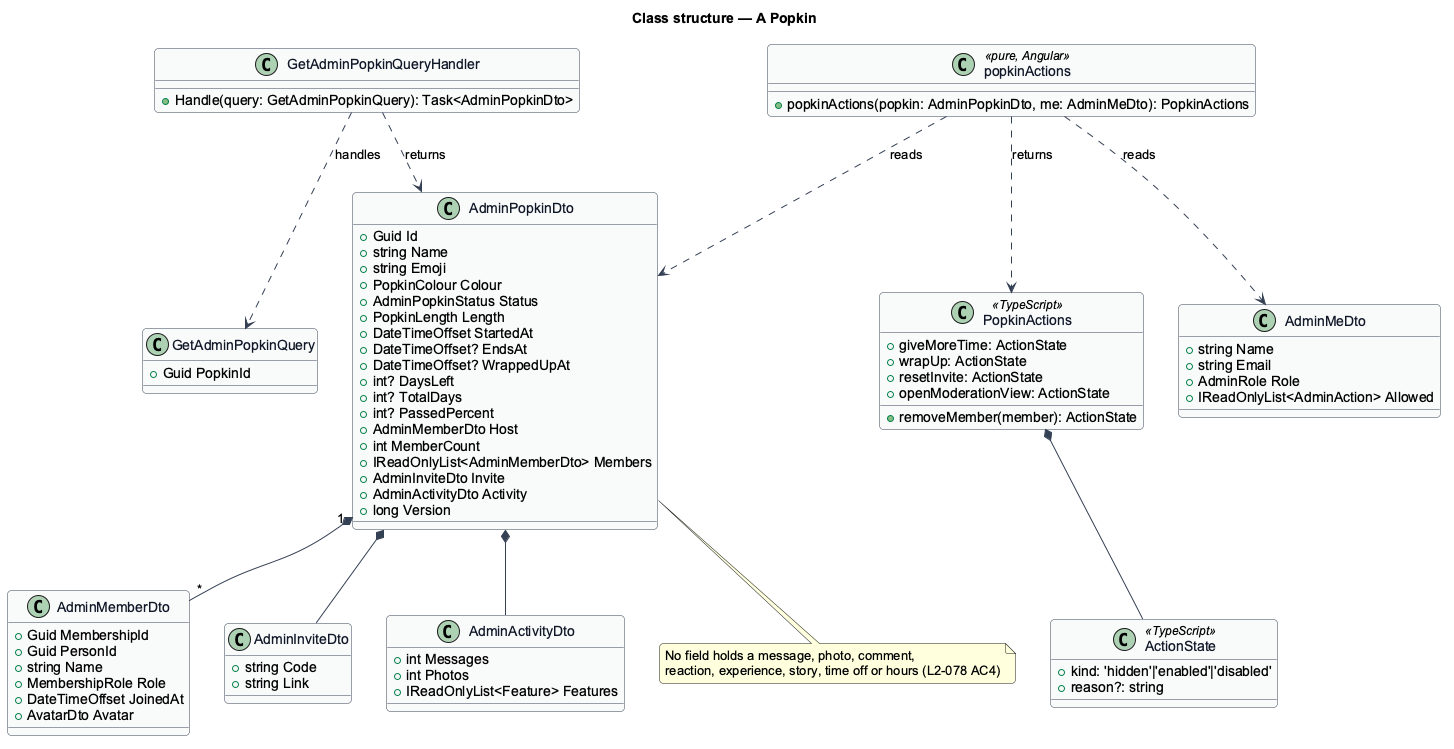 Class structure — A Popkin
C GetAdminPopkinQueryHandler
Handle(query: GetAdminPopkinQuery): Task<AdminPopkinDto>
C «pure, Angular»
popkinActions
popkinActions(popkin: AdminPopkinDto, me: AdminMeDto): PopkinActions
handles
returns
reads
returns
reads
C AdminPopkinDto
Guid Id
string Name
string Emoji
PopkinColour Colour
AdminPopkinStatus Status
PopkinLength Length
DateTimeOffset StartedAt
DateTimeOffset? EndsAt
DateTimeOffset? WrappedUpAt
int? DaysLeft
int? TotalDays
int? PassedPercent
AdminMemberDto Host
int MemberCount
IReadOnlyList<AdminMemberDto> Members
AdminInviteDto Invite
AdminActivityDto Activity
long Version
C GetAdminPopkinQuery
Guid PopkinId
C «TypeScript»
PopkinActions
giveMoreTime: ActionState
wrapUp: ActionState
resetInvite: ActionState
openModerationView: ActionState
removeMember(member): ActionState
C AdminMeDto
string Name
string Email
AdminRole Role
IReadOnlyList<AdminAction> Allowed
1
*
C AdminMemberDto
Guid MembershipId
Guid PersonId
string Name
MembershipRole Role
DateTimeOffset JoinedAt
AvatarDto Avatar
C AdminInviteDto
string Code
string Link
C AdminActivityDto
int Messages
int Photos
IReadOnlyList<Feature> Features
No field holds a message, photo, comment,
reaction, experience, story, time off or hours (L2-078 AC4)
C «TypeScript»
ActionState
kind: 'hidden'|'enabled'|'disabled'
reason?: string